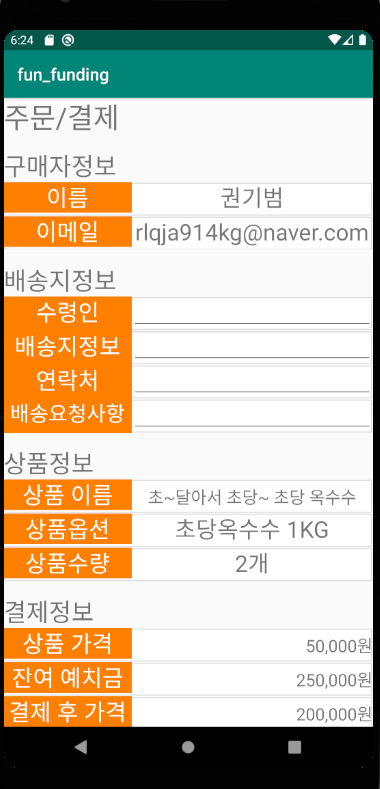 6:24
fun_funding
주문/결제
구매자정보
이름 권기범
이메일 rlqja914kg@naver.com
배송지정보
수령인
배송지정보
연락처
배송요청사항
상품정보
상품 이름 초~달아서 초당~ 초당 옥수수
상품옵션 초당옥수수 1KG
상품수량 2개
결제정보
상품 가격 50,000원
잔여 예치금 250,000원
결제 후 가격 200,000원